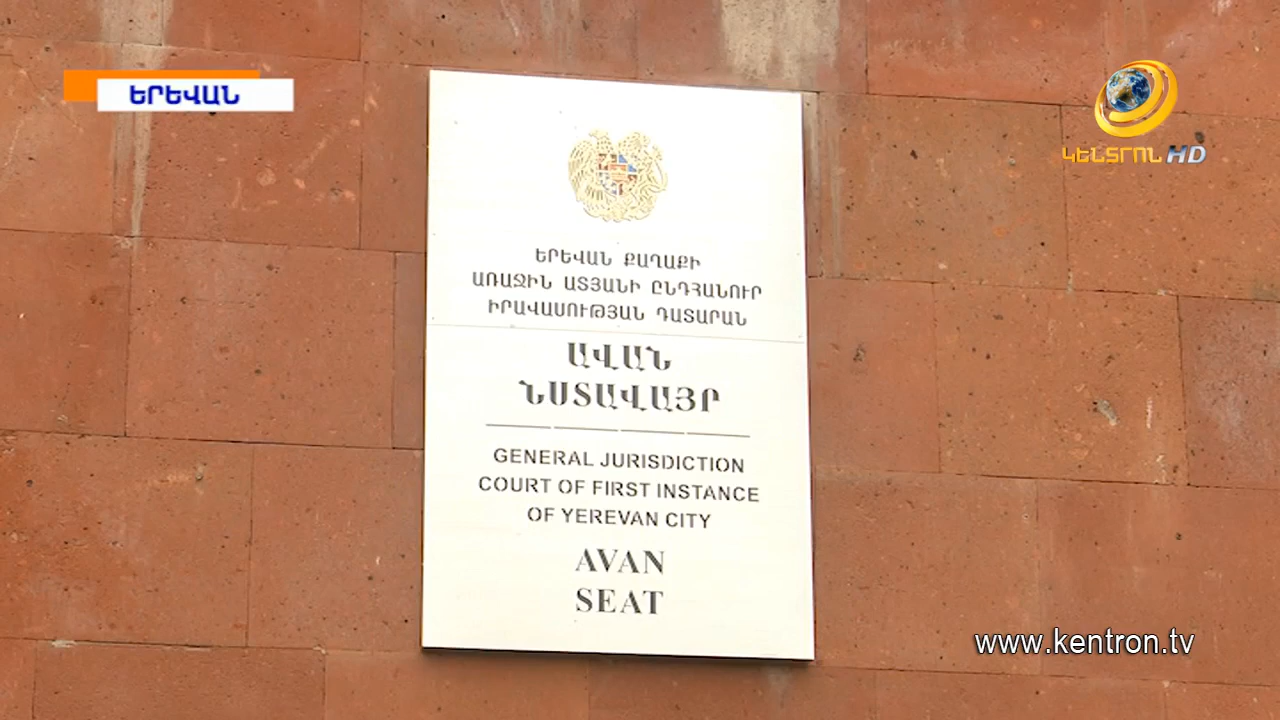 ԵՐԵՎԱՆ
ԿԵՆՏՐՈՆ HD
ԵՐԵՎԱՆ ՔԱՂԱՔԻ
ԱՌԱՋԻՆ ԱՏՅԱՆԻ ԸՆԴՀԱՆՈՒՐ
ԻՐԱՎԱՍՈՒԹՅԱՆ ԴԱՏԱՐԱՆ
ԱՎԱՆ
ՆՍՏԱՎԱՅՐ
GENERAL JURISDICTION
COURT OF FIRST INSTANCE
OF YEREVAN CITY
AVAN
SEAT
www.kentron.tv